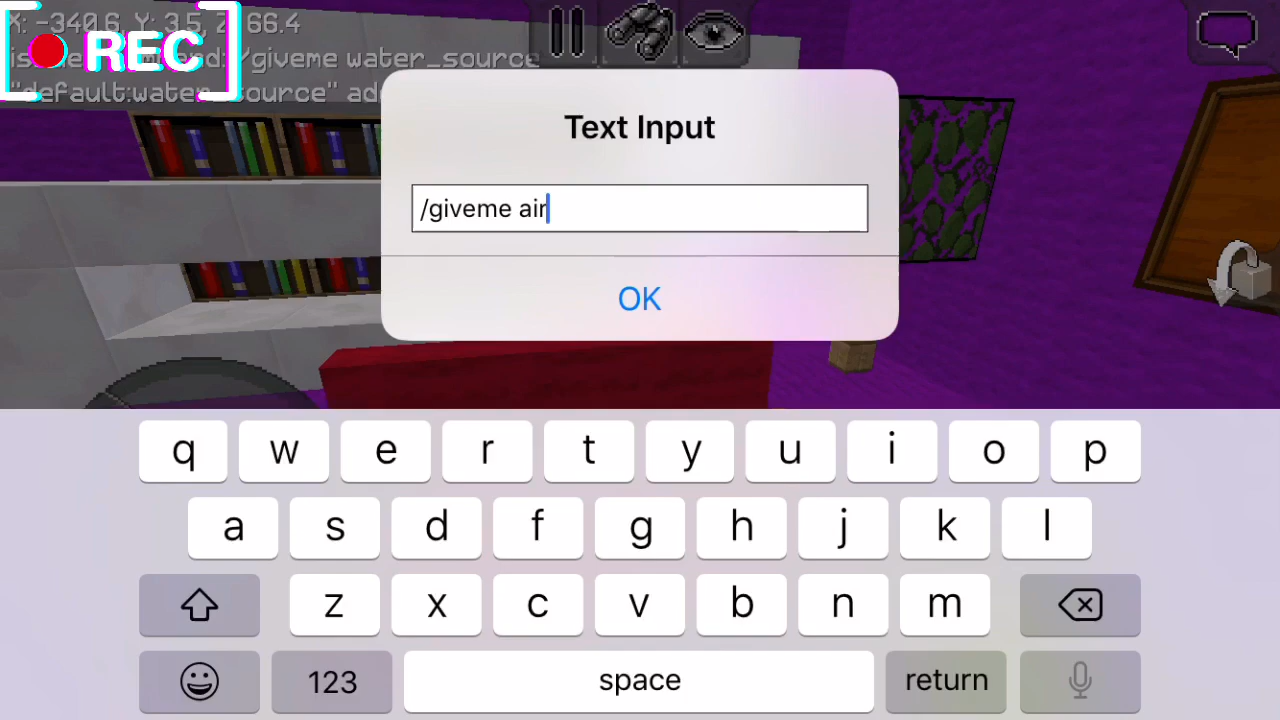 X: -340.6, Y: 3.5, Z: 66.4
REC
/giveme water_source
"default:water_source" add
Text Input
/giveme air
OK
q w e r t y u i o p
a s d f g h j k l
z x c v b n m
123 space return